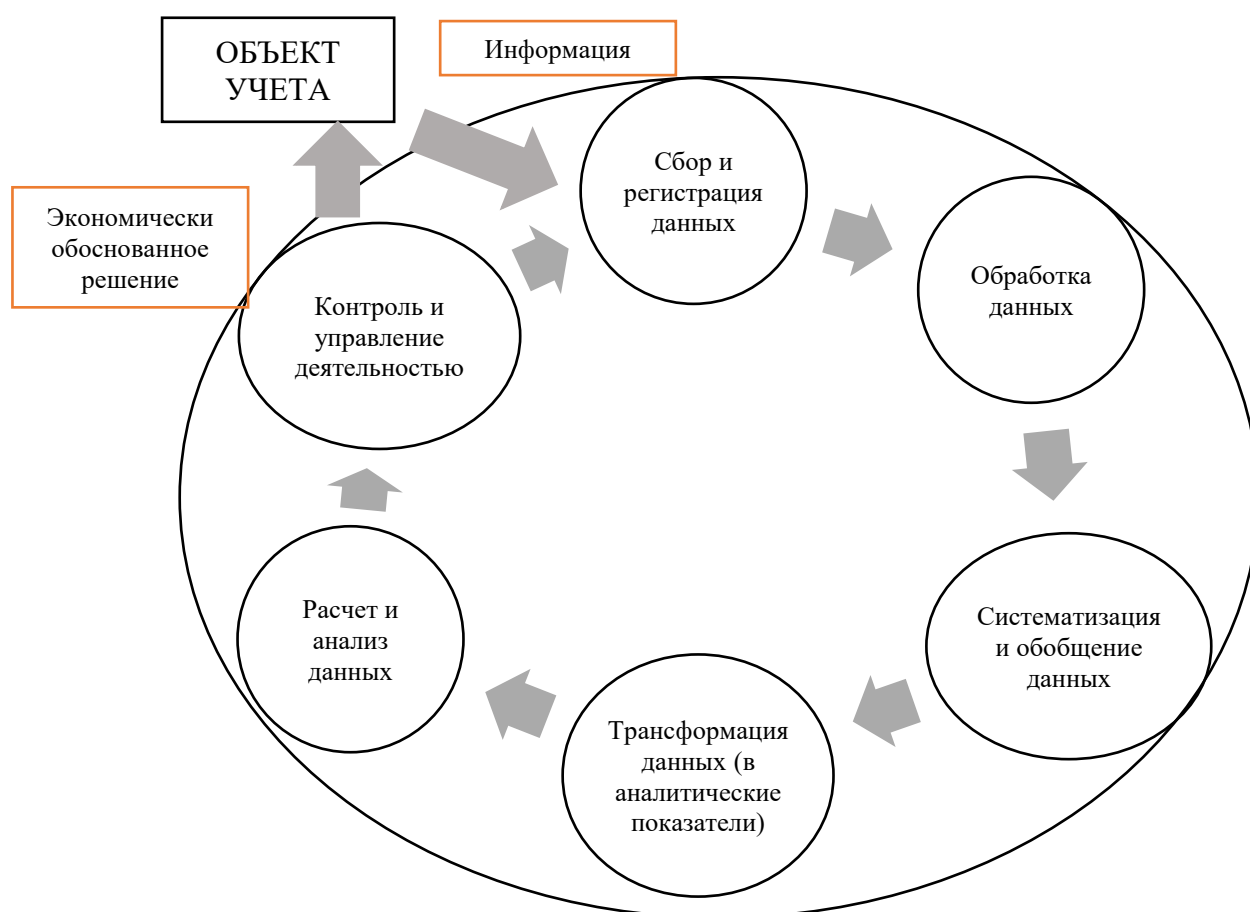 ОБЪЕКТ
УЧЕТА
Информация
Сбор и
регистрация
данных
Экономически
обоснованное
решение
Обработка
данных
Контроль и
управление
деятельностью
Расчет и
анализ
данных
Систематизация
и обобщение
данных
Трансформация
данных (в
аналитические
показатели)